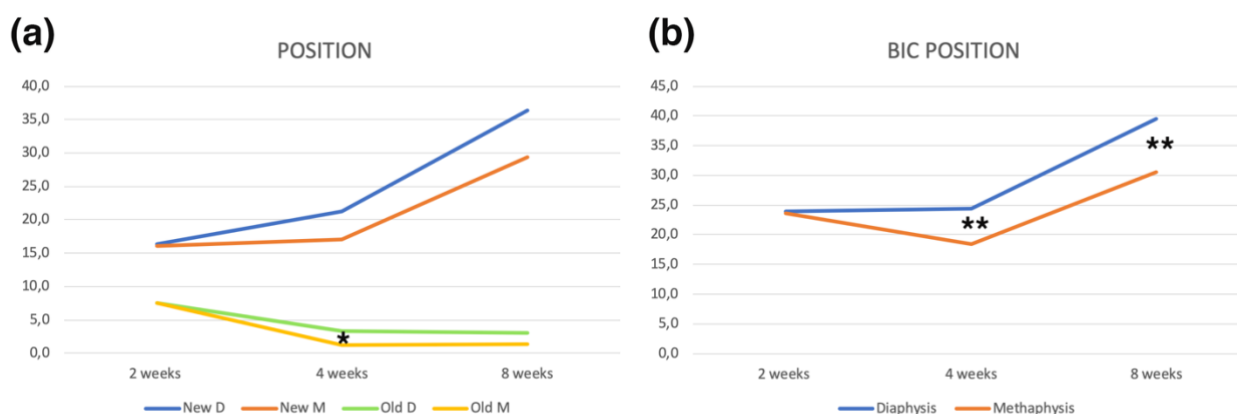 (a)
POSITION
40,0
35,0
30,0
25,0
20,0
15,0
10,0
5,0
0,0
*
2 weeks 4 weeks 8 weeks
New D New M Old D Old M
(b)
BIC POSITION
45,0
40,0
35,0
30,0
25,0
20,0
15,0
10,0
5,0
0,0
**
**
2 weeks 4 weeks 8 weeks
Diaphysis Methaphysis